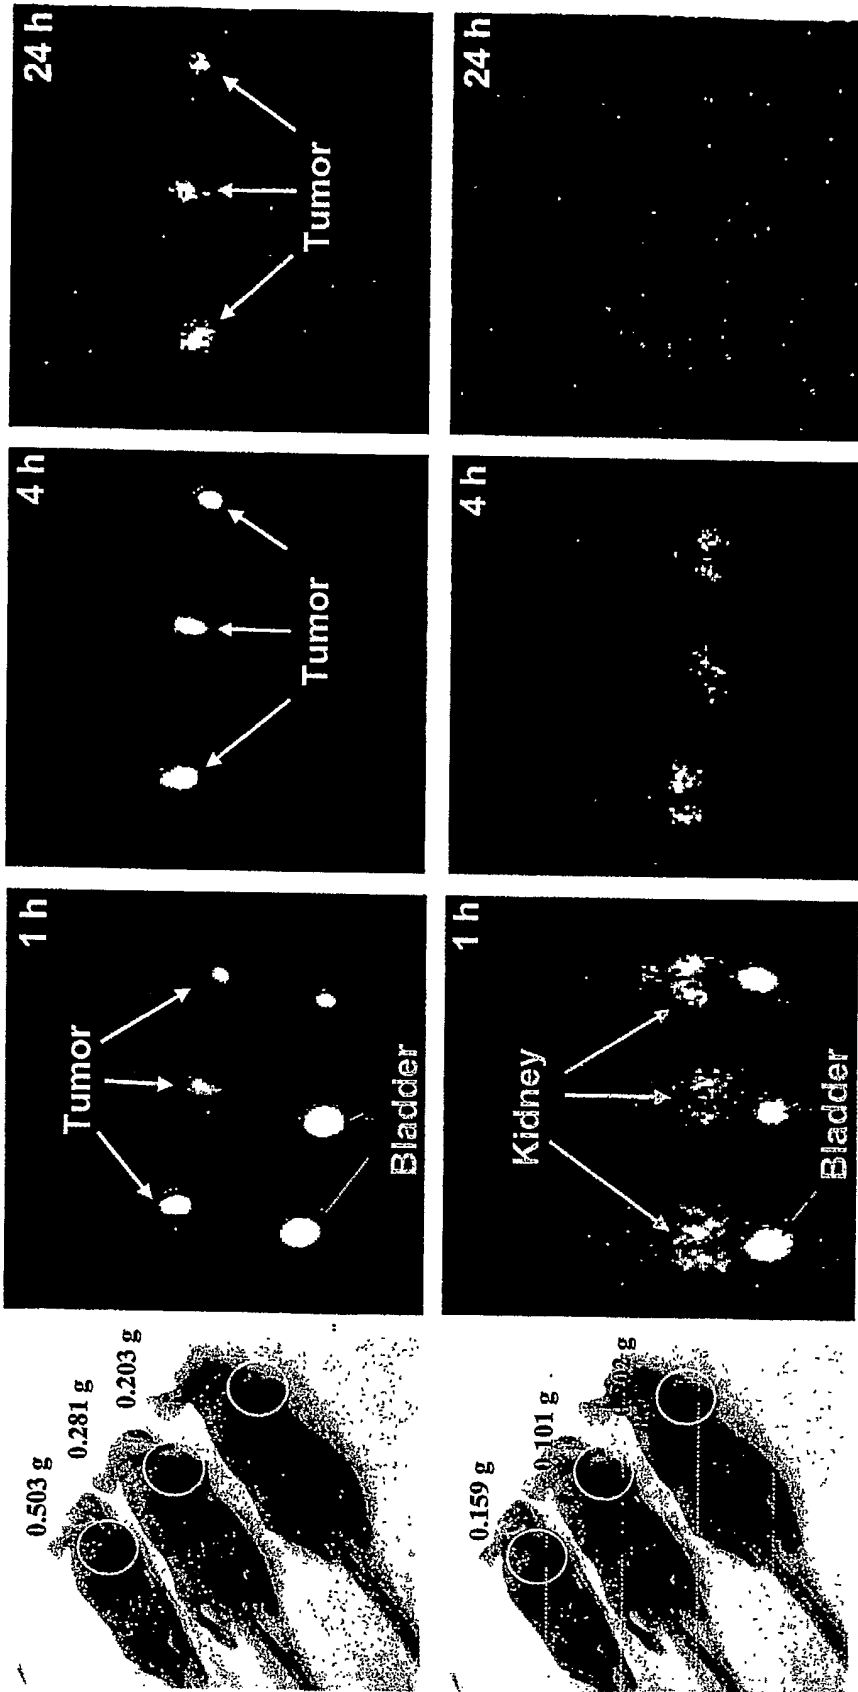 0.503 g
0.281 g
0.203 g
1 h
Tumor
Bladder
4 h
Tumor
24 h
Tumor
0.159 g
0.101 g
1 h
Kidney
Bladder
4 h
24 h